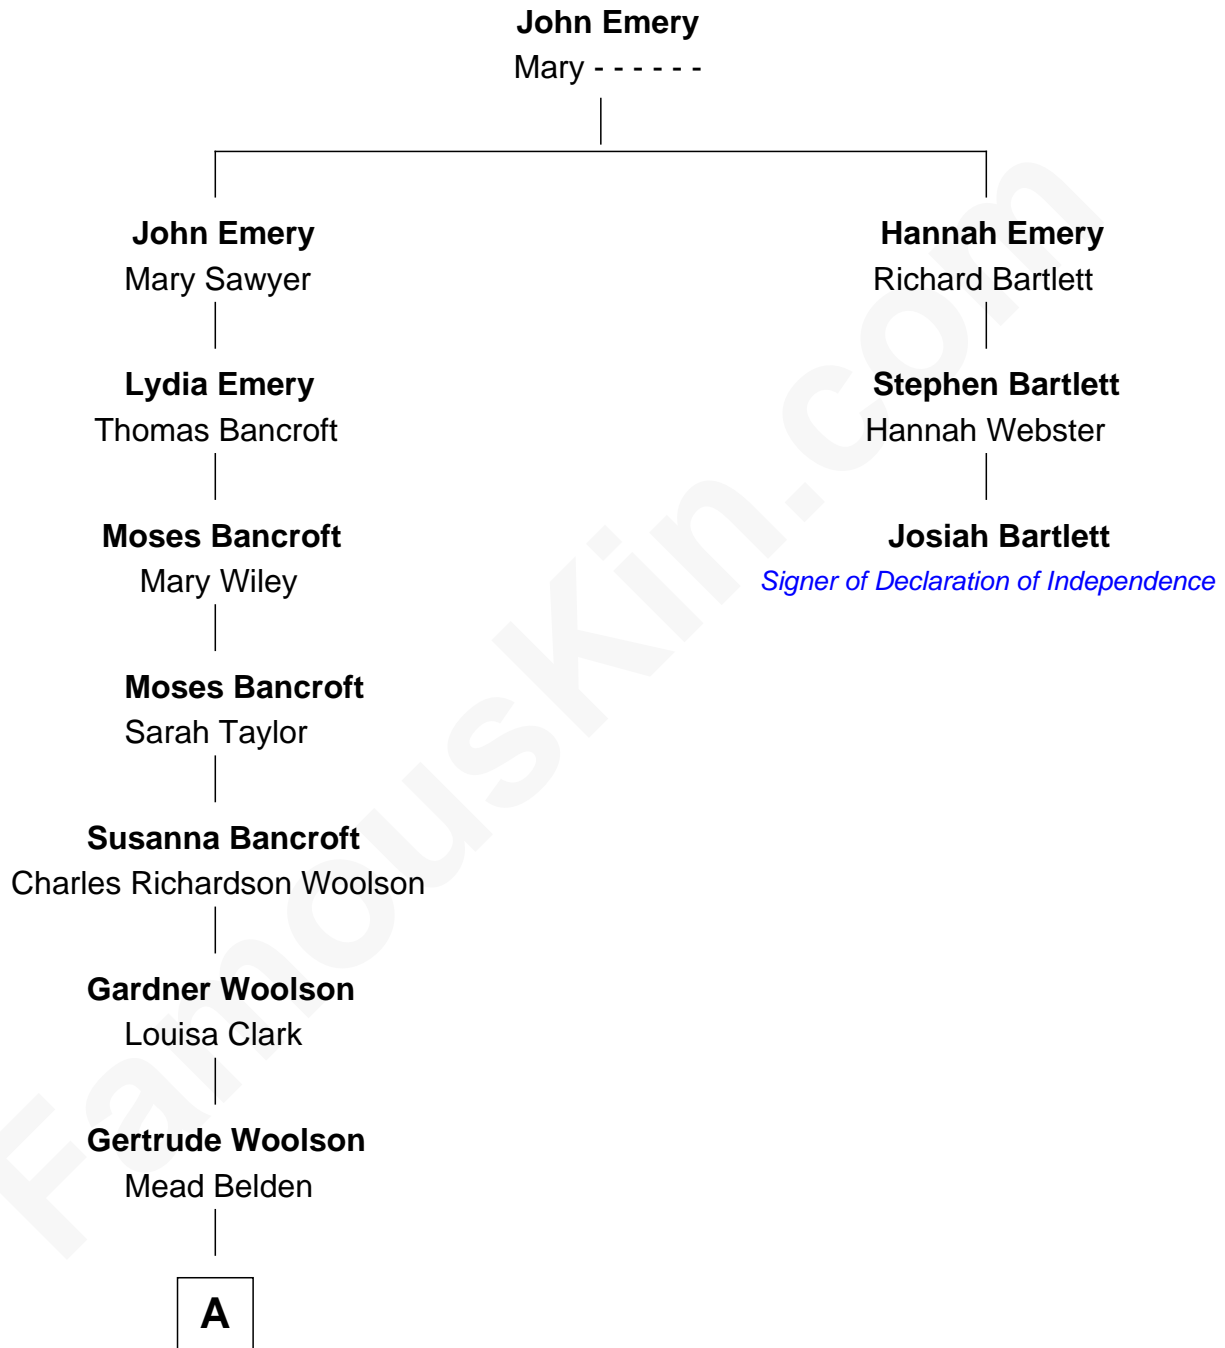 John Emery
Mary - - - - - -
John Emery
Mary Sawyer
Hannah Emery
Richard Bartlett
Lydia Emery
Thomas Bancroft
Stephen Bartlett
Hannah Webster
Moses Bancroft
Mary Wiley
Josiah Bartlett
Signer of Declaration of Independence
Moses Bancroft
Sarah Taylor
Susanna Bancroft
Charles Richardson Woolson
Gardner Woolson
Louisa Clark
Gertrude Woolson
Mead Belden
A
FamousKin.com